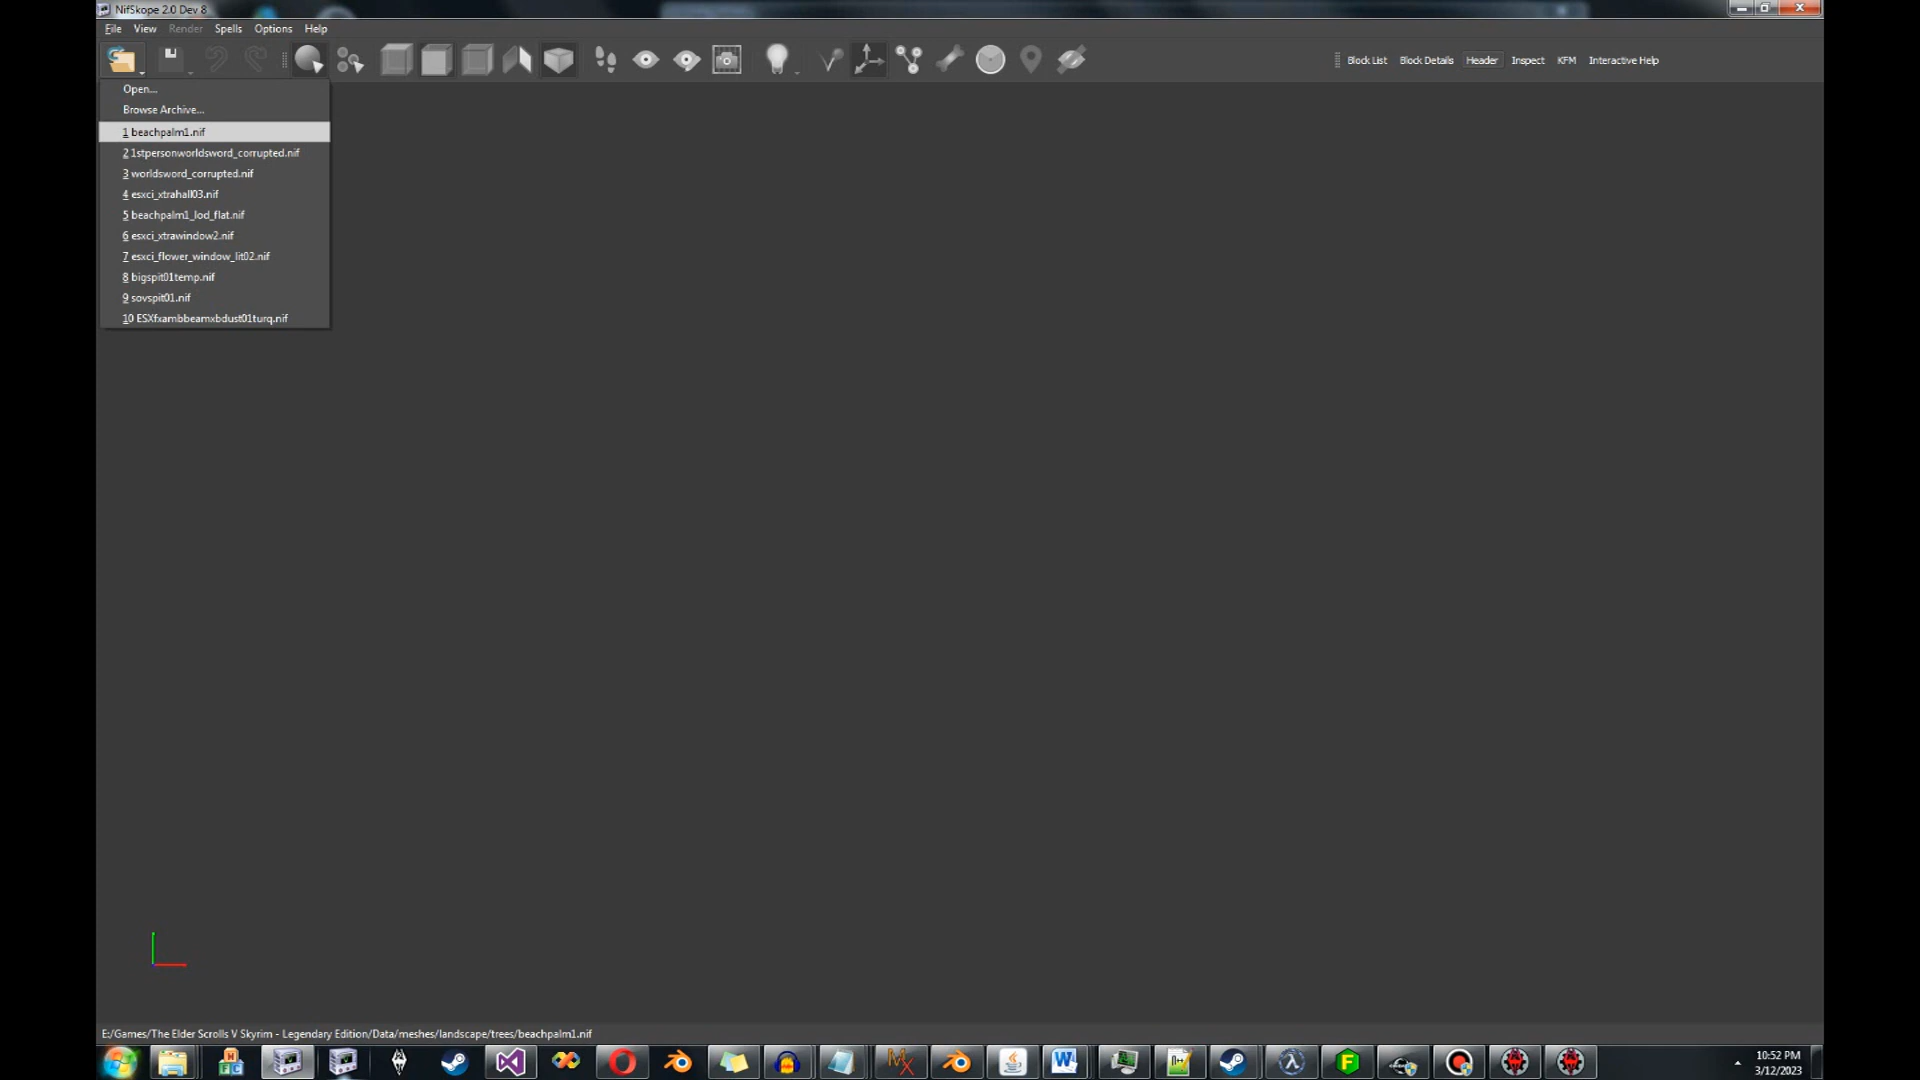 NifSkope 2.0 Dev 8
File View Render Spells Options Help
Block List Block Details Header Inspect KFM Interactive Help
Open...
Browse Archive...
1 beachpalm1.nif
2 1stpersonworldsword_corrupted.nif
3 worldsword_corrupted.nif
4 esxci_xtrahall03.nif
5 beachpalm1_lod_flat.nif
6 esxci_xtrawindow2.nif
7 esxci_flower_window_lit02.nif
8 bigspit01temp.nif
9 sovspit01.nif
10 ESXfxambbeamxbdust01turq.nif
E:/Games/The Elder Scrolls V Skyrim - Legendary Edition/Data/meshes/landscape/trees/beachpalm1.nif
10:52 PM
3/12/2023